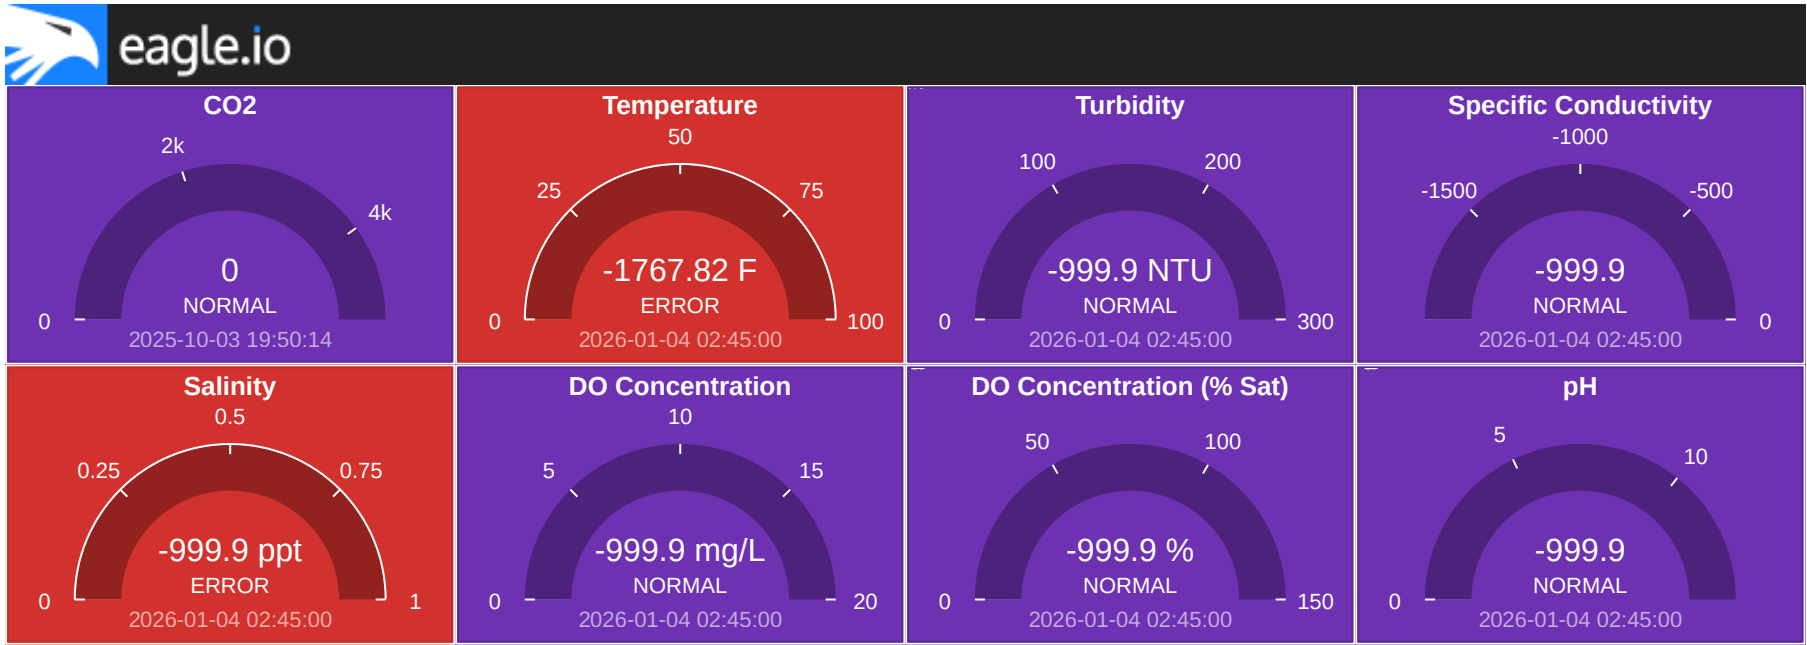 eagle.io
CO2
2k
4k
0
NORMAL
0
2025-10-03 19:50:14
Temperature
50
25
75
-1767.82 F
ERROR
0
100
2026-01-04 02:45:00
Turbidity
100
200
-999.9 NTU
NORMAL
0
300
2026-01-04 02:45:00
Specific Conductivity
-1000
-1500
-500
-999.9
NORMAL
0
2026-01-04 02:45:00
Salinity
0.5
0.25
0.75
-999.9 ppt
ERROR
0
1
2026-01-04 02:45:00
DO Concentration
10
5
15
-999.9 mg/L
NORMAL
0
20
2026-01-04 02:45:00
DO Concentration (% Sat)
50
100
-999.9 %
NORMAL
0
150
2026-01-04 02:45:00
pH
5
10
-999.9
NORMAL
0
2026-01-04 02:45:00